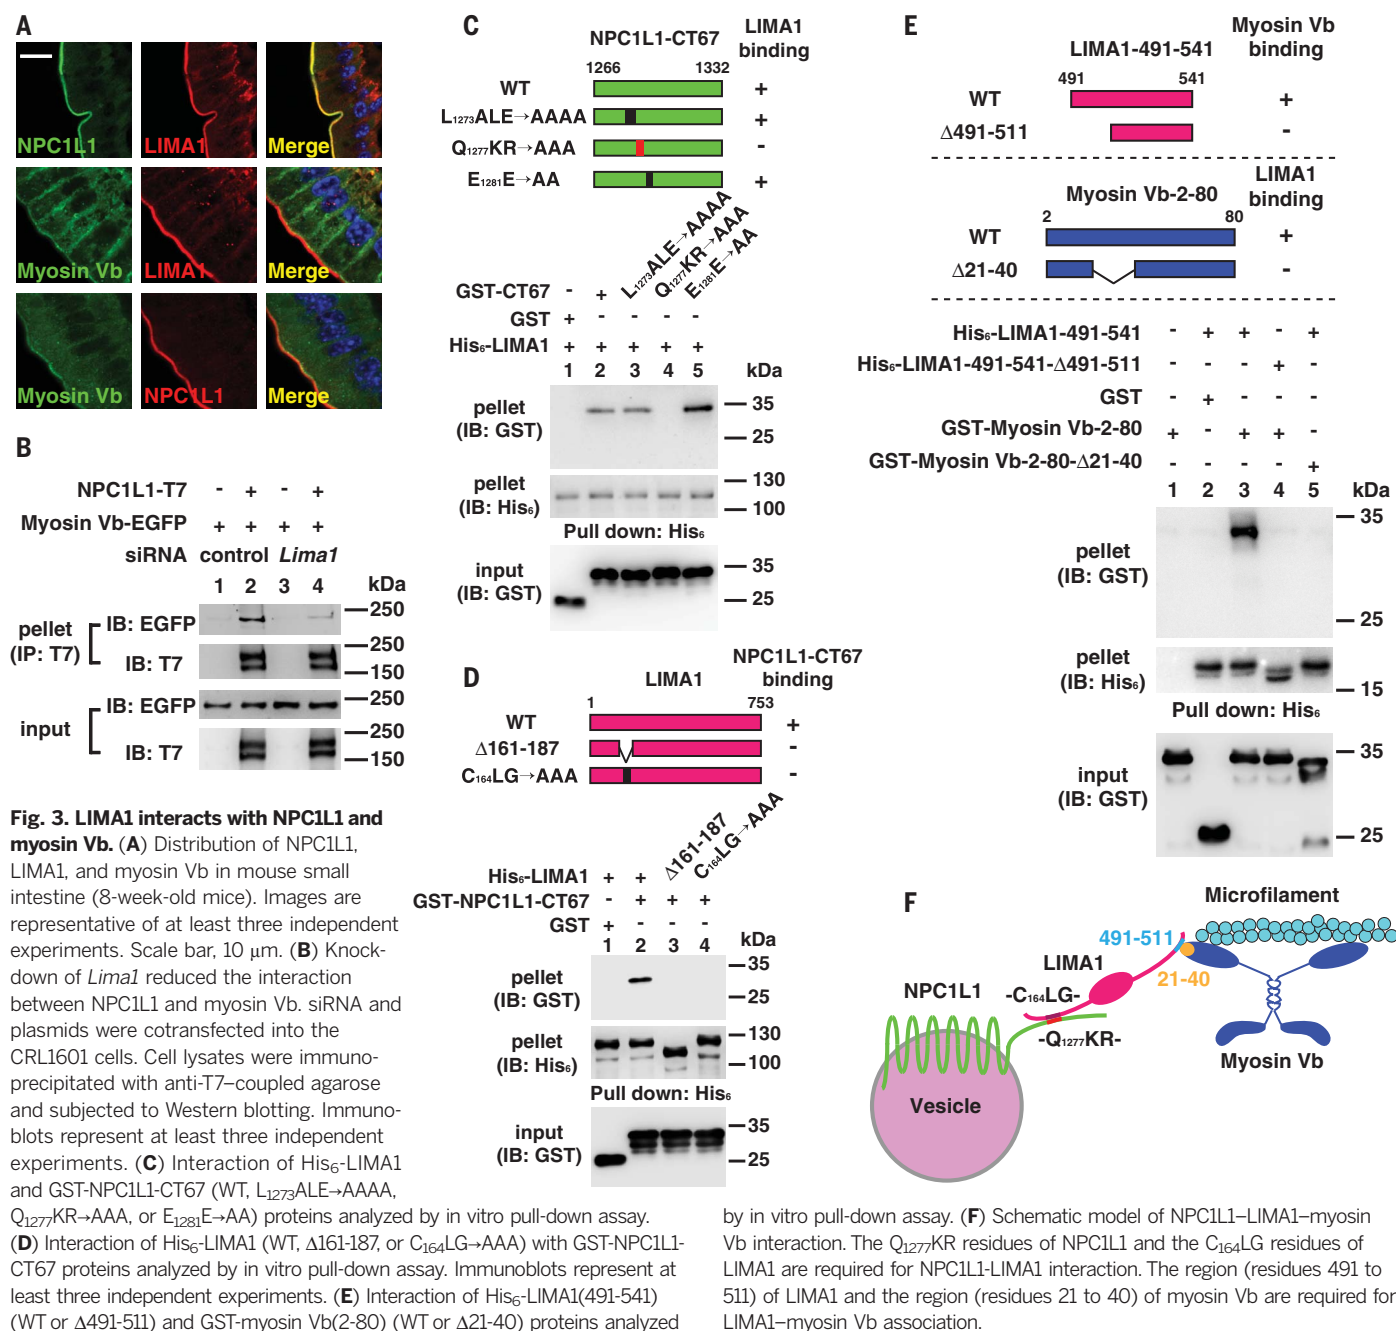 A
NPC1L1 LIMA1 Merge
Myosin Vb LIMA1 Merge
Myosin Vb NPC1L1 Merge
B
NPC1L1-T7 - + - +
Myosin Vb-EGFP + + + +
siRNA control Lima1
1 2 3 4 kDa
pellet (IP: T7)
IB: EGFP 250
IB: T7 250 150
input
IB: EGFP 250
IB: T7 250 150
C
NPC1L1-CT67 LIMA1 binding
1266 1332
WT +
L1273ALE→AAAA +
Q1277KR→AAA -
E1281E→AA +
L1273ALE→AAAA Q1277KR→AAA E1281E→AA
GST-CT67 - +
GST + - - - -
His6-LIMA1 + + + + +
1 2 3 4 5 kDa
pellet (IB: GST) 35 25
pellet (IB: His6) 130 100
Pull down: His6
input (IB: GST) 35 25
D
LIMA1 NPC1L1-CT67 binding
1 753
WT +
Δ161-187 -
C164LG→AAA -
Δ161-187 C164LG→AAA
His6-LIMA1 + +
GST-NPC1L1-CT67 - + + +
GST + - - -
1 2 3 4 kDa
pellet (IB: GST) 35 25
pellet (IB: His6) 130 100
Pull down: His6
input (IB: GST) 35 25
E
LIMA1-491-541 Myosin Vb binding
491 541
WT +
Δ491-511 -
Myosin Vb-2-80 LIMA1 binding
2 80
WT +
Δ21-40 -
His6-LIMA1-491-541 - + + - +
His6-LIMA1-491-541-Δ491-511 - - - + -
GST - + - - -
GST-Myosin Vb-2-80 + - + + -
GST-Myosin Vb-2-80-Δ21-40 - - - - +
1 2 3 4 5 kDa
pellet (IB: GST) 35 25
pellet (IB: His6) 15
Pull down: His6
input (IB: GST) 35 25
F
Microfilament
491-511
LIMA1
21-40
NPC1L1
-C164LG-
-Q1277KR-
Myosin Vb
Vesicle
Fig. 3. LIMA1 interacts with NPC1L1 and
myosin Vb. (A) Distribution of NPC1L1,
LIMA1, and myosin Vb in mouse small
intestine (8-week-old mice). Images are
representative of at least three independent
experiments. Scale bar, 10 μm. (B) Knock-
down of Lima1 reduced the interaction
between NPC1L1 and myosin Vb. siRNA and
plasmids were cotransfected into the
CRL1601 cells. Cell lysates were immuno-
precipitated with anti-T7–coupled agarose
and subjected to Western blotting. Immuno-
blots represent at least three independent
experiments. (C) Interaction of His6-LIMA1
and GST-NPC1L1-CT67 (WT, L1273ALE→AAAA,
Q1277KR→AAA, or E1281E→AA) proteins analyzed by in vitro pull-down assay.
(D) Interaction of His6-LIMA1 (WT, Δ161-187, or C164LG→AAA) with GST-NPC1L1-
CT67 proteins analyzed by in vitro pull-down assay. Immunoblots represent at
least three independent experiments. (E) Interaction of His6-LIMA1(491-541)
(WT or Δ491-511) and GST-myosin Vb(2-80) (WT or Δ21-40) proteins analyzed
by in vitro pull-down assay. (F) Schematic model of NPC1L1–LIMA1–myosin
Vb interaction. The Q1277KR residues of NPC1L1 and the C164LG residues of
LIMA1 are required for NPC1L1-LIMA1 interaction. The region (residues 491 to
511) of LIMA1 and the region (residues 21 to 40) of myosin Vb are required for
LIMA1–myosin Vb association.